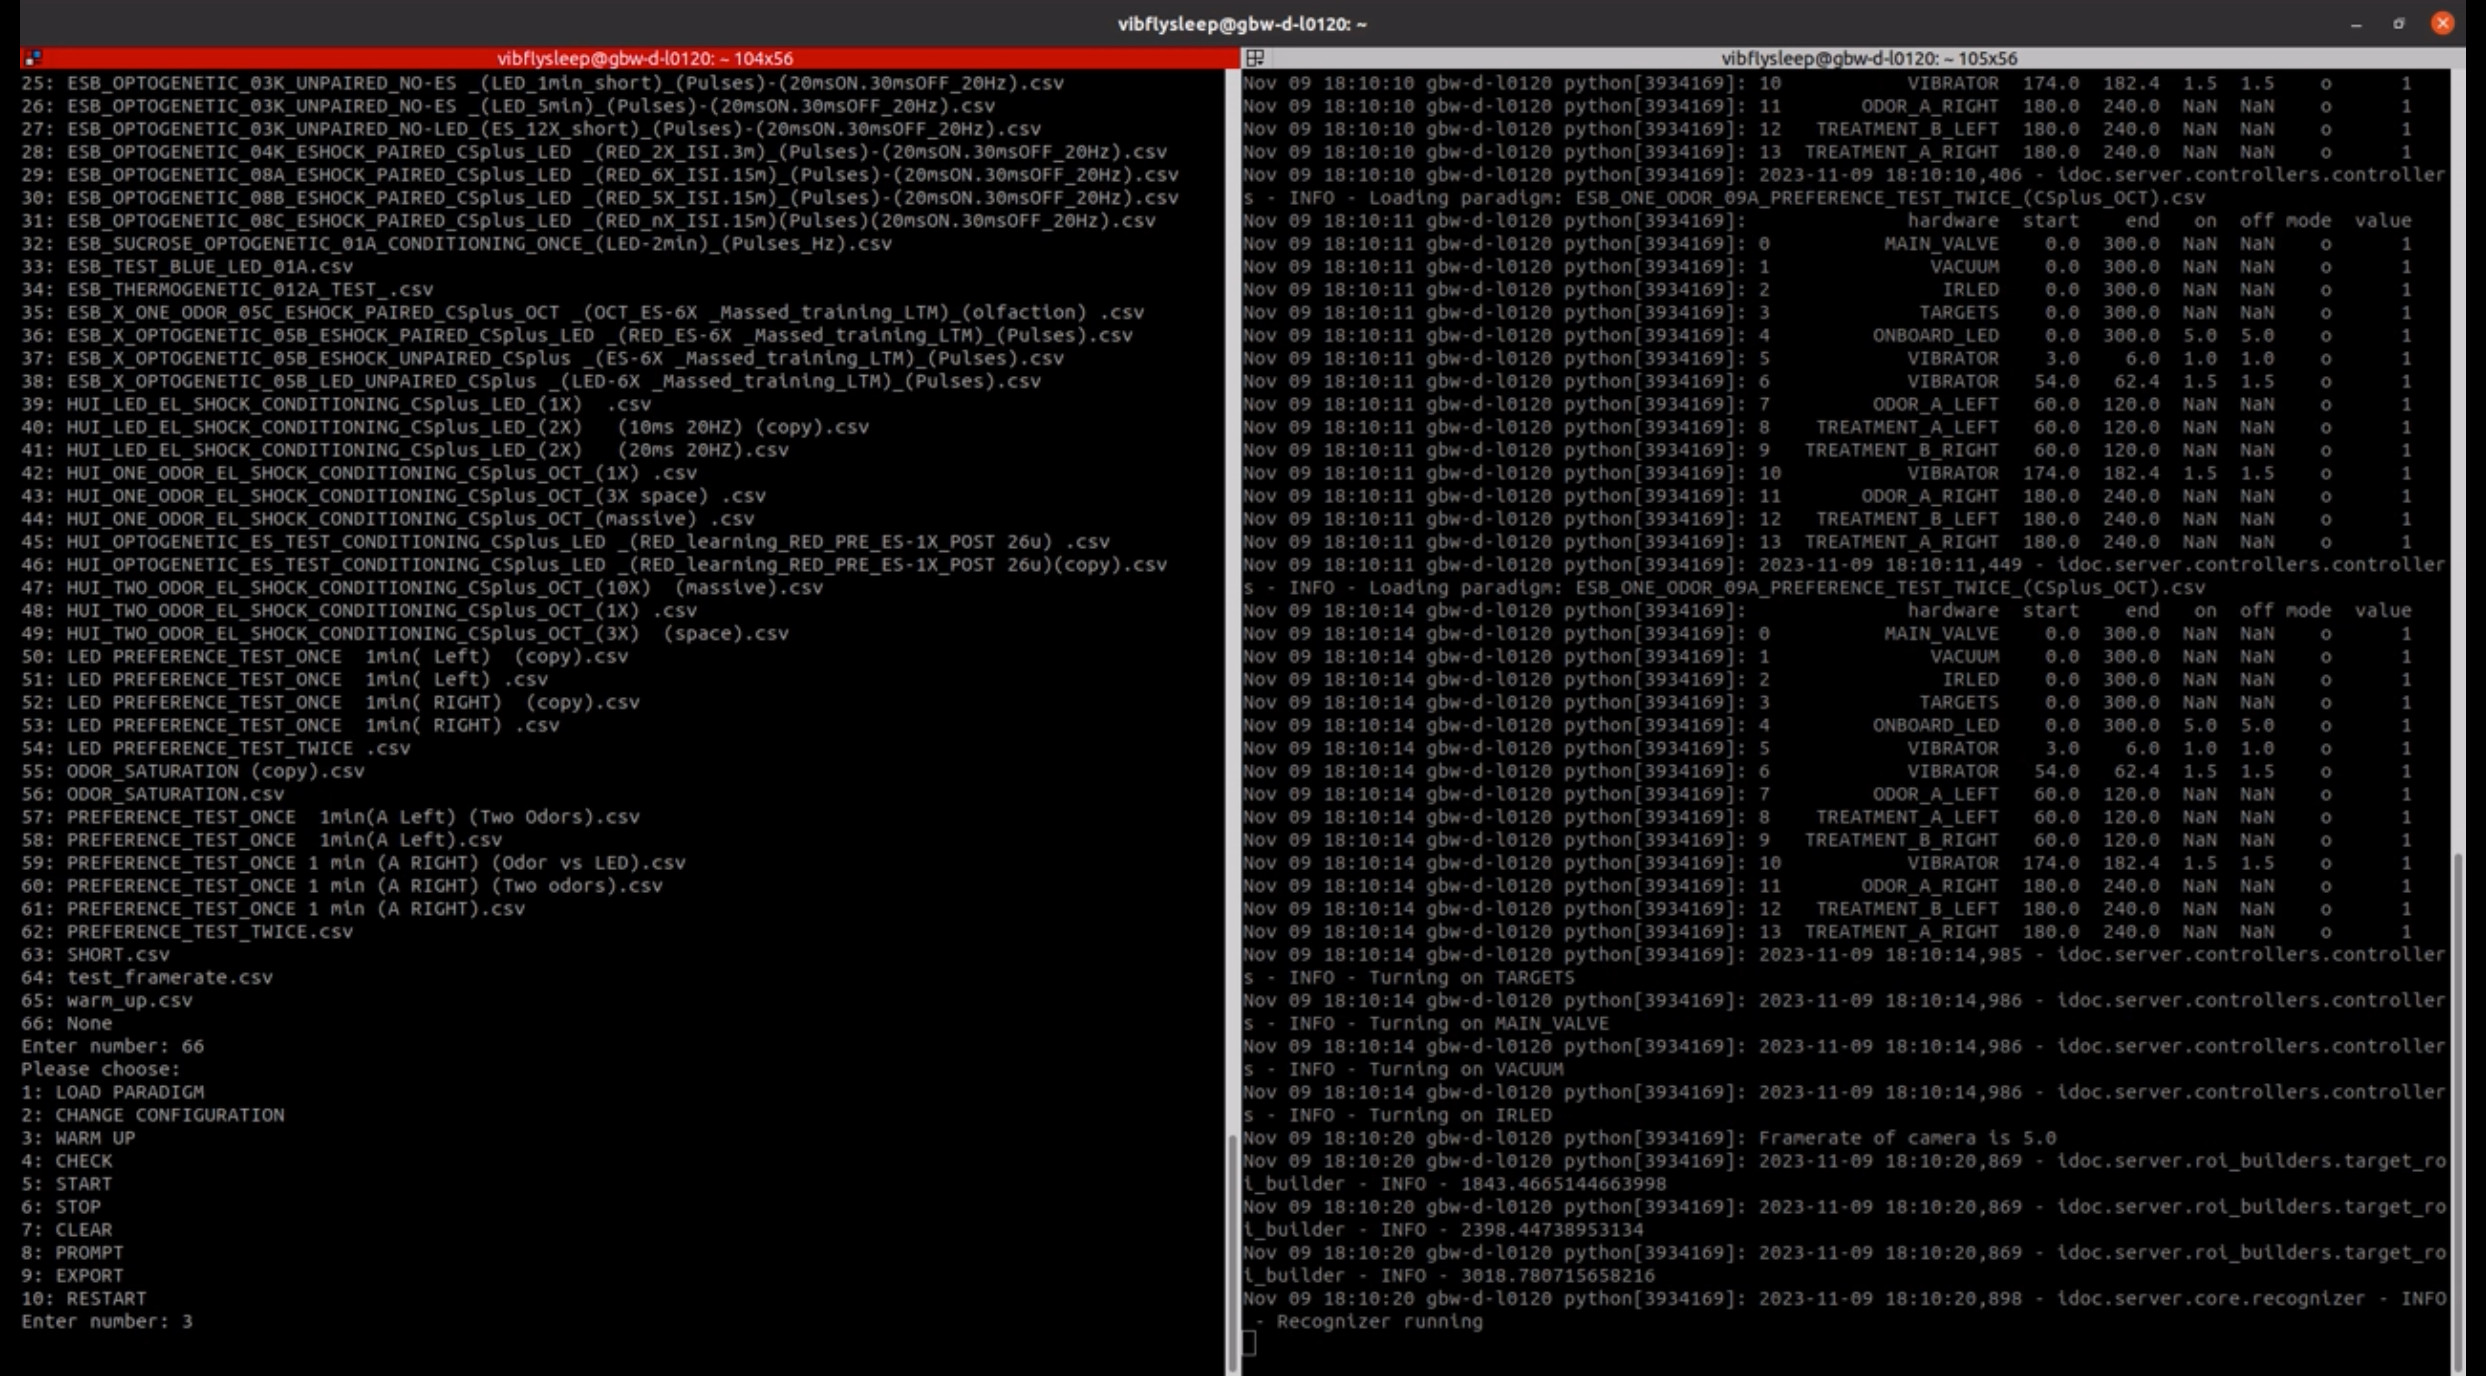 vibflysleep@gbw-d-l0120: ~
vibflysleep@gbw-d-l0120: ~ 104x56
25: ESB_OPTOGENETIC_03K_UNPAIRED_NO-ES _(LED_1min_short)_(Pulses)-(20msON.30msOFF_20Hz).csv
26: ESB_OPTOGENETIC_03K_UNPAIRED_NO-ES _(LED_5min)_(Pulses)-(20msON.30msOFF_20Hz).csv
27: ESB_OPTOGENETIC_03K_UNPAIRED_NO-LED_(ES_12X_short)_(Pulses)-(20msON.30msOFF_20Hz).csv
28: ESB_OPTOGENETIC_04K_ESHOCK_PAIRED_CSplus_LED _(RED_2X_ISI.3m)_(Pulses)-(20msON.30msOFF_20Hz).csv
29: ESB_OPTOGENETIC_08A_ESHOCK_PAIRED_CSplus_LED _(RED_6X_ISI.15m)_(Pulses)-(20msON.30msOFF_20Hz).csv
30: ESB_OPTOGENETIC_08B_ESHOCK_PAIRED_CSplus_LED _(RED_5X_ISI.15m)_(Pulses)-(20msON.30msOFF_20Hz).csv
31: ESB_OPTOGENETIC_08C_ESHOCK_PAIRED_CSplus_LED _(RED_nX_ISI.15m)(Pulses)(20msON.30msOFF_20Hz).csv
32: ESB_SUCROSE_OPTOGENETIC_01A_CONDITIONING_ONCE_(LED-2min)_(Pulses_Hz).csv
33: ESB_TEST_BLUE_LED_01A.csv
34: ESB_THERMOGENETIC_012A_TEST_.csv
35: ESB_X_ONE_ODOR_05C_ESHOCK_PAIRED_CSplus_OCT _(OCT_ES-6X _Massed_training_LTM)_(olfaction) .csv
36: ESB_X_OPTOGENETIC_05B_ESHOCK_PAIRED_CSplus_LED _(RED_ES-6X _Massed_training_LTM)_(Pulses).csv
37: ESB_X_OPTOGENETIC_05B_ESHOCK_UNPAIRED_CSplus _(ES-6X _Massed_training_LTM)_(Pulses).csv
38: ESB_X_OPTOGENETIC_05B_LED_UNPAIRED_CSplus _(LED-6X _Massed_training_LTM)_(Pulses).csv
39: HUI_LED_EL_SHOCK_CONDITIONING_CSplus_LED_(1X)  .csv
40: HUI_LED_EL_SHOCK_CONDITIONING_CSplus_LED_(2X)   (10ms 20HZ) (copy).csv
41: HUI_LED_EL_SHOCK_CONDITIONING_CSplus_LED_(2X)   (20ms 20HZ).csv
42: HUI_ONE_ODOR_EL_SHOCK_CONDITIONING_CSplus_OCT_(1X) .csv
43: HUI_ONE_ODOR_EL_SHOCK_CONDITIONING_CSplus_OCT_(3X space) .csv
44: HUI_ONE_ODOR_EL_SHOCK_CONDITIONING_CSplus_OCT_(massive) .csv
45: HUI_OPTOGENETIC_ES_TEST_CONDITIONING_CSplus_LED _(RED_learning_RED_PRE_ES-1X_POST 26u) .csv
46: HUI_OPTOGENETIC_ES_TEST_CONDITIONING_CSplus_LED _(RED_learning_RED_PRE_ES-1X_POST 26u)(copy).csv
47: HUI_TWO_ODOR_EL_SHOCK_CONDITIONING_CSplus_OCT_(10X)  (massive).csv
48: HUI_TWO_ODOR_EL_SHOCK_CONDITIONING_CSplus_OCT_(1X) .csv
49: HUI_TWO_ODOR_EL_SHOCK_CONDITIONING_CSplus_OCT_(3X)  (space).csv
50: LED PREFERENCE_TEST_ONCE  1min( Left)  (copy).csv
51: LED PREFERENCE_TEST_ONCE  1min( Left) .csv
52: LED PREFERENCE_TEST_ONCE  1min( RIGHT)  (copy).csv
53: LED PREFERENCE_TEST_ONCE  1min( RIGHT) .csv
54: LED PREFERENCE_TEST_TWICE .csv
55: ODOR_SATURATION (copy).csv
56: ODOR_SATURATION.csv
57: PREFERENCE_TEST_ONCE  1min(A Left) (Two Odors).csv
58: PREFERENCE_TEST_ONCE  1min(A Left).csv
59: PREFERENCE_TEST_ONCE 1 min (A RIGHT) (Odor vs LED).csv
60: PREFERENCE_TEST_ONCE 1 min (A RIGHT) (Two odors).csv
61: PREFERENCE_TEST_ONCE 1 min (A RIGHT).csv
62: PREFERENCE_TEST_TWICE.csv
63: SHORT.csv
64: test_framerate.csv
65: warm_up.csv
66: None
Enter number: 66
Please choose:
1: LOAD PARADIGM
2: CHANGE CONFIGURATION
3: WARM UP
4: CHECK
5: START
6: STOP
7: CLEAR
8: PROMPT
9: EXPORT
10: RESTART
Enter number: 3
vibflysleep@gbw-d-l0120: ~ 105x56
Nov 09 18:10:10 gbw-d-l0120 python[3934169]: 10 VIBRATOR 174.0 182.4 1.5 1.5 o 1
Nov 09 18:10:10 gbw-d-l0120 python[3934169]: 11 ODOR_A_RIGHT 180.0 240.0 NaN NaN o 1
Nov 09 18:10:10 gbw-d-l0120 python[3934169]: 12 TREATMENT_B_LEFT 180.0 240.0 NaN NaN o 1
Nov 09 18:10:10 gbw-d-l0120 python[3934169]: 13 TREATMENT_A_RIGHT 180.0 240.0 NaN NaN o 1
Nov 09 18:10:10 gbw-d-l0120 python[3934169]: 2023-11-09 18:10:10,406 - idoc.server.controllers.controller
s - INFO - Loading paradigm: ESB_ONE_ODOR_09A_PREFERENCE_TEST_TWICE_(CSplus_OCT).csv
Nov 09 18:10:11 gbw-d-l0120 python[3934169]: hardware start end on off mode value
Nov 09 18:10:11 gbw-d-l0120 python[3934169]: 0 MAIN_VALVE 0.0 300.0 NaN NaN o 1
Nov 09 18:10:11 gbw-d-l0120 python[3934169]: 1 VACUUM 0.0 300.0 NaN NaN o 1
Nov 09 18:10:11 gbw-d-l0120 python[3934169]: 2 IRLED 0.0 300.0 NaN NaN o 1
Nov 09 18:10:11 gbw-d-l0120 python[3934169]: 3 TARGETS 0.0 300.0 NaN NaN o 1
Nov 09 18:10:11 gbw-d-l0120 python[3934169]: 4 ONBOARD_LED 0.0 300.0 5.0 5.0 o 1
Nov 09 18:10:11 gbw-d-l0120 python[3934169]: 5 VIBRATOR 3.0 6.0 1.0 1.0 o 1
Nov 09 18:10:11 gbw-d-l0120 python[3934169]: 6 VIBRATOR 54.0 62.4 1.5 1.5 o 1
Nov 09 18:10:11 gbw-d-l0120 python[3934169]: 7 ODOR_A_LEFT 60.0 120.0 NaN NaN o 1
Nov 09 18:10:11 gbw-d-l0120 python[3934169]: 8 TREATMENT_A_LEFT 60.0 120.0 NaN NaN o 1
Nov 09 18:10:11 gbw-d-l0120 python[3934169]: 9 TREATMENT_B_RIGHT 60.0 120.0 NaN NaN o 1
Nov 09 18:10:11 gbw-d-l0120 python[3934169]: 10 VIBRATOR 174.0 182.4 1.5 1.5 o 1
Nov 09 18:10:11 gbw-d-l0120 python[3934169]: 11 ODOR_A_RIGHT 180.0 240.0 NaN NaN o 1
Nov 09 18:10:11 gbw-d-l0120 python[3934169]: 12 TREATMENT_B_LEFT 180.0 240.0 NaN NaN o 1
Nov 09 18:10:11 gbw-d-l0120 python[3934169]: 13 TREATMENT_A_RIGHT 180.0 240.0 NaN NaN o 1
Nov 09 18:10:11 gbw-d-l0120 python[3934169]: 2023-11-09 18:10:11,449 - idoc.server.controllers.controller
s - INFO - Loading paradigm: ESB_ONE_ODOR_09A_PREFERENCE_TEST_TWICE_(CSplus_OCT).csv
Nov 09 18:10:14 gbw-d-l0120 python[3934169]: hardware start end on off mode value
Nov 09 18:10:14 gbw-d-l0120 python[3934169]: 0 MAIN_VALVE 0.0 300.0 NaN NaN o 1
Nov 09 18:10:14 gbw-d-l0120 python[3934169]: 1 VACUUM 0.0 300.0 NaN NaN o 1
Nov 09 18:10:14 gbw-d-l0120 python[3934169]: 2 IRLED 0.0 300.0 NaN NaN o 1
Nov 09 18:10:14 gbw-d-l0120 python[3934169]: 3 TARGETS 0.0 300.0 NaN NaN o 1
Nov 09 18:10:14 gbw-d-l0120 python[3934169]: 4 ONBOARD_LED 0.0 300.0 5.0 5.0 o 1
Nov 09 18:10:14 gbw-d-l0120 python[3934169]: 5 VIBRATOR 3.0 6.0 1.0 1.0 o 1
Nov 09 18:10:14 gbw-d-l0120 python[3934169]: 6 VIBRATOR 54.0 62.4 1.5 1.5 o 1
Nov 09 18:10:14 gbw-d-l0120 python[3934169]: 7 ODOR_A_LEFT 60.0 120.0 NaN NaN o 1
Nov 09 18:10:14 gbw-d-l0120 python[3934169]: 8 TREATMENT_A_LEFT 60.0 120.0 NaN NaN o 1
Nov 09 18:10:14 gbw-d-l0120 python[3934169]: 9 TREATMENT_B_RIGHT 60.0 120.0 NaN NaN o 1
Nov 09 18:10:14 gbw-d-l0120 python[3934169]: 10 VIBRATOR 174.0 182.4 1.5 1.5 o 1
Nov 09 18:10:14 gbw-d-l0120 python[3934169]: 11 ODOR_A_RIGHT 180.0 240.0 NaN NaN o 1
Nov 09 18:10:14 gbw-d-l0120 python[3934169]: 12 TREATMENT_B_LEFT 180.0 240.0 NaN NaN o 1
Nov 09 18:10:14 gbw-d-l0120 python[3934169]: 13 TREATMENT_A_RIGHT 180.0 240.0 NaN NaN o 1
Nov 09 18:10:14 gbw-d-l0120 python[3934169]: 2023-11-09 18:10:14,985 - idoc.server.controllers.controller
s - INFO - Turning on TARGETS
Nov 09 18:10:14 gbw-d-l0120 python[3934169]: 2023-11-09 18:10:14,986 - idoc.server.controllers.controller
s - INFO - Turning on MAIN_VALVE
Nov 09 18:10:14 gbw-d-l0120 python[3934169]: 2023-11-09 18:10:14,986 - idoc.server.controllers.controller
s - INFO - Turning on VACUUM
Nov 09 18:10:14 gbw-d-l0120 python[3934169]: 2023-11-09 18:10:14,986 - idoc.server.controllers.controller
s - INFO - Turning on IRLED
Nov 09 18:10:20 gbw-d-l0120 python[3934169]: Framerate of camera is 5.0
Nov 09 18:10:20 gbw-d-l0120 python[3934169]: 2023-11-09 18:10:20,869 - idoc.server.roi_builders.target_ro
i_builder - INFO - 1843.4665144663998
Nov 09 18:10:20 gbw-d-l0120 python[3934169]: 2023-11-09 18:10:20,869 - idoc.server.roi_builders.target_ro
i_builder - INFO - 2398.44738953134
Nov 09 18:10:20 gbw-d-l0120 python[3934169]: 2023-11-09 18:10:20,869 - idoc.server.roi_builders.target_ro
i_builder - INFO - 3018.780715658216
Nov 09 18:10:20 gbw-d-l0120 python[3934169]: 2023-11-09 18:10:20,898 - idoc.server.core.recognizer - INFO
- Recognizer running